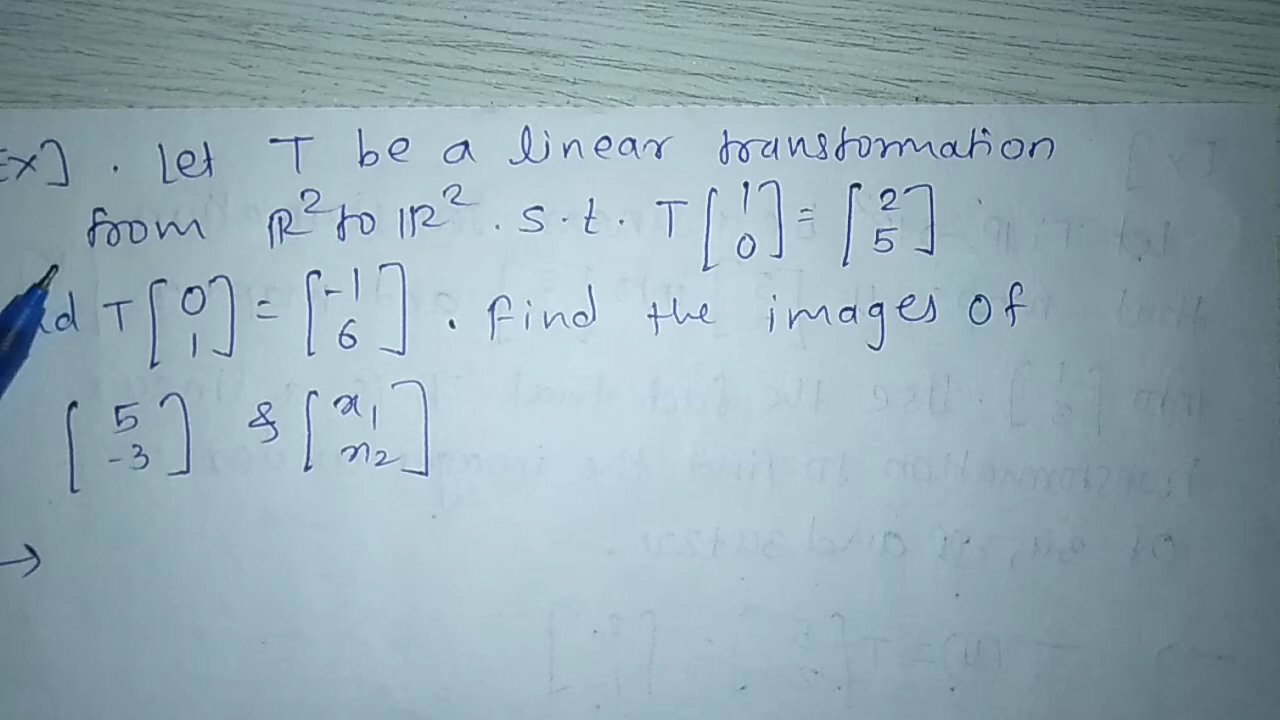 Ex]. Let T be a linear transformation
from ℝ² to ℝ². s.t. T[1 0] = [2 5]
and T[0 1] = [-1 6]. find the images of
[5 -3] & [x₁ x₂]
→